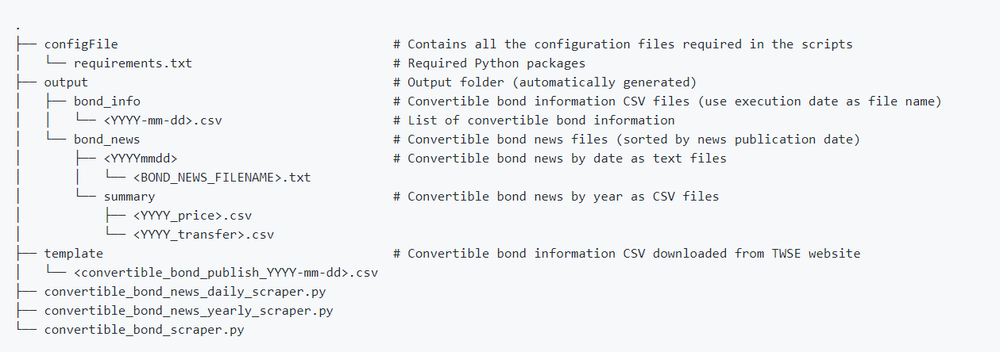 .
├── configFile                                     # Contains all the configuration files required in the scripts
│   └── requirements.txt                           # Required Python packages
├── output                                         # Output folder (automatically generated)
│   ├── bond_info                                  # Convertible bond information CSV files (use execution date as file name)
│   │   └── <YYYY-mm-dd>.csv                       # List of convertible bond information
│   └── bond_news                                  # Convertible bond news files (sorted by news publication date)
│       ├── <YYYYmmdd>                             # Convertible bond news by date as text files
│       │   └── <BOND_NEWS_FILENAME>.txt
│       └── summary                                # Convertible bond news by year as CSV files
│           ├── <YYYY_price>.csv
│           └── <YYYY_transfer>.csv
├── template                                       # Convertible bond information CSV downloaded from TWSE website
│   └── <convertible_bond_publish_YYYY-mm-dd>.csv
├── convertible_bond_news_daily_scraper.py
├── convertible_bond_news_yearly_scraper.py
└── convertible_bond_scraper.py